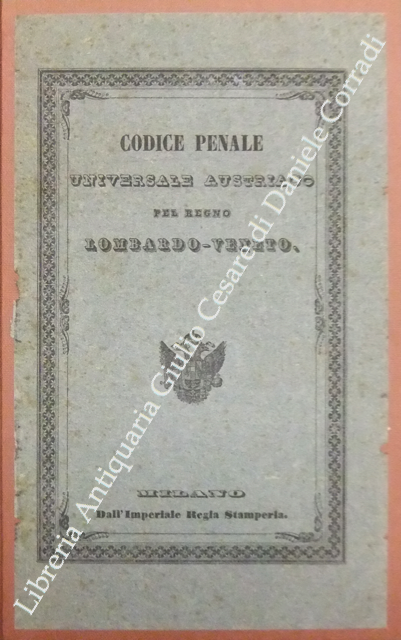 CODICE PENALE
UNIVERSALE AUSTRIACO
PEL REGNO
LOMBARDO-VENETO.
MILANO
Dall'Imperiale Regia Stamperia.
Libreria Antiquaria Giulio Cesare di Daniele Corradi